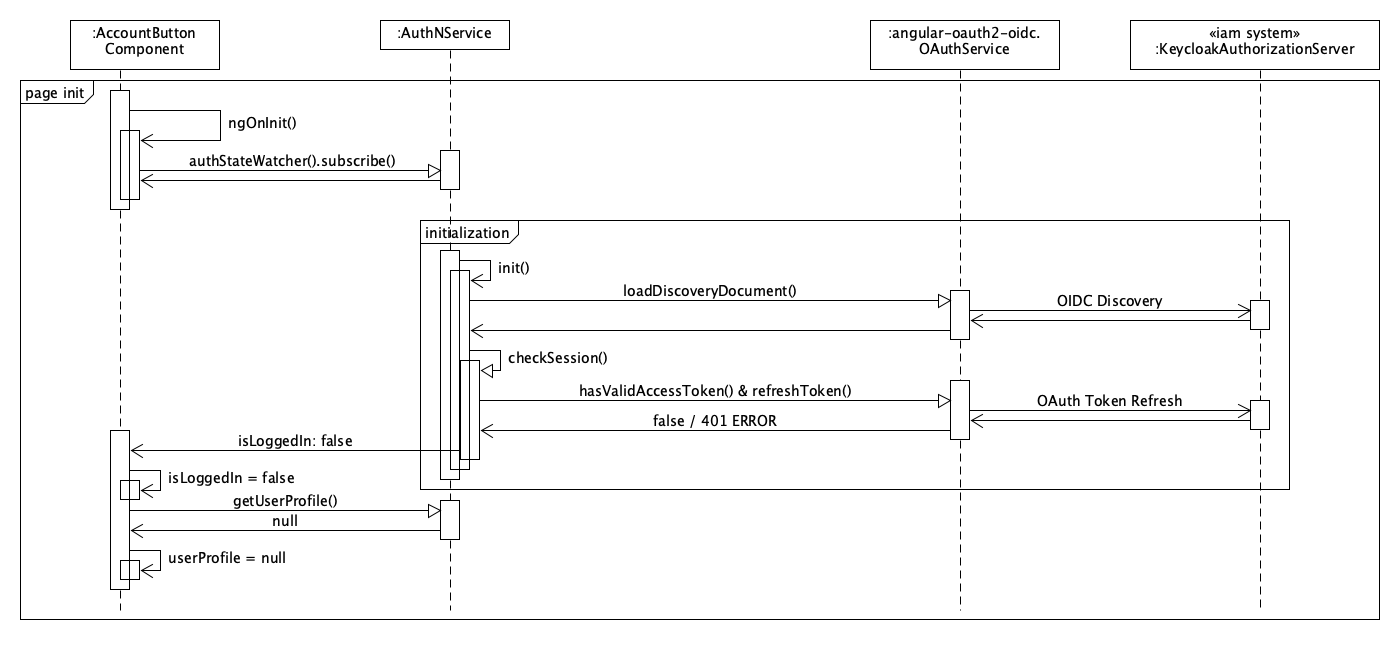 :AccountButton
Component
:AuthNService
:angular-oauth2-oidc.
OAuthService
«iam system»
:KeycloakAuthorizationServer
page init
ngOnInit()
authStateWatcher().subscribe()
initialization
init()
loadDiscoveryDocument()
OIDC Discovery
checkSession()
hasValidAccessToken() & refreshToken()
OAuth Token Refresh
false / 401 ERROR
isLoggedIn: false
isLoggedIn = false
getUserProfile()
null
userProfile = null